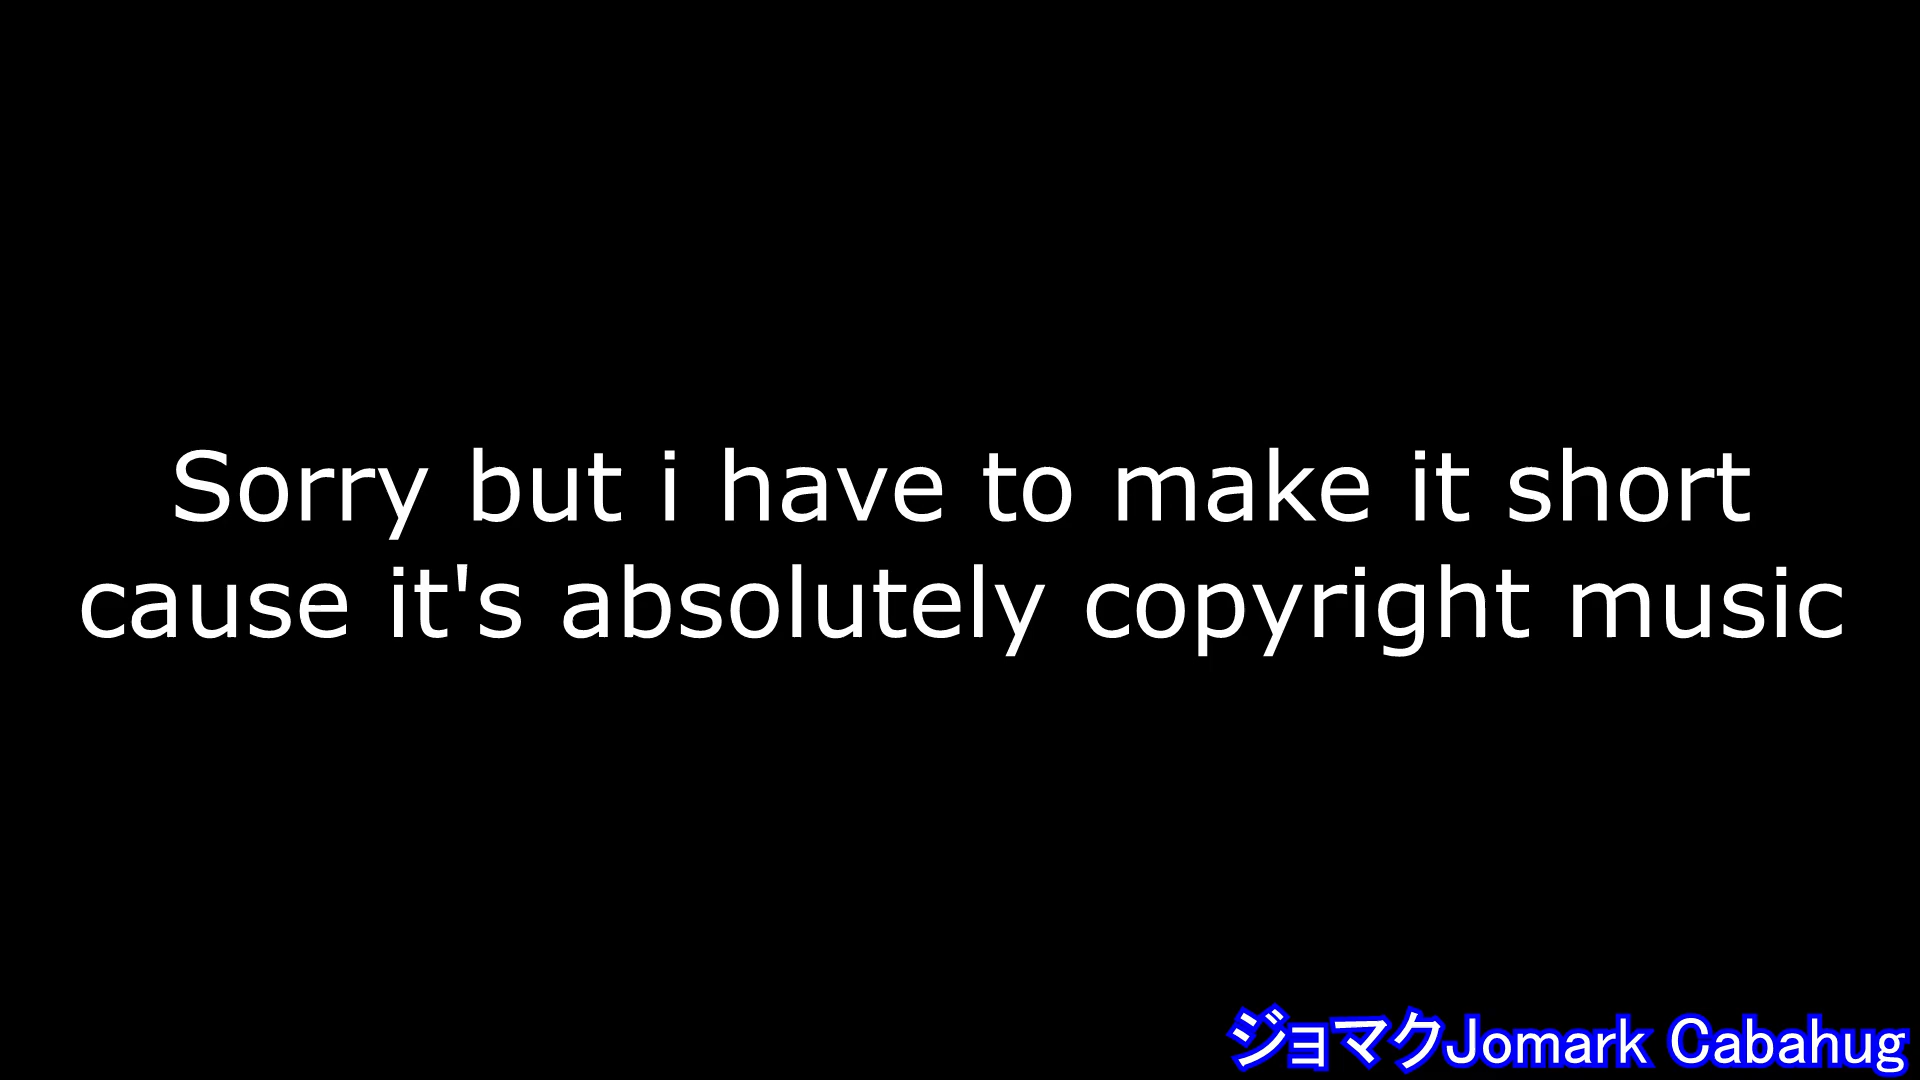 Sorry but i have to make it short
cause it's absolutely copyright music
ジョマクJomark Cabahug